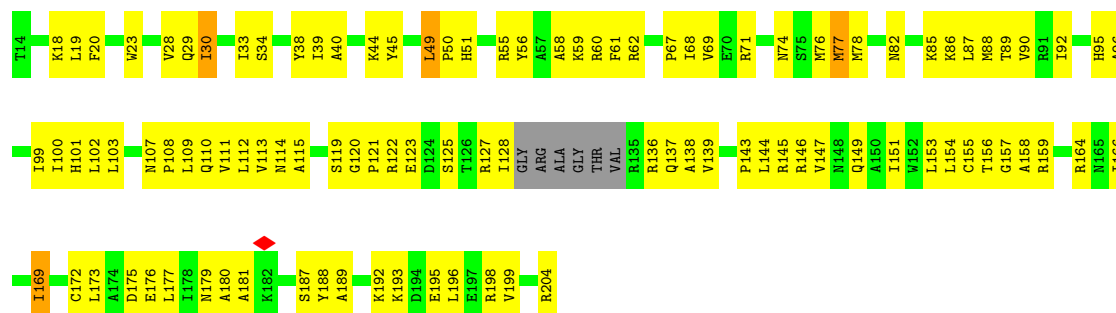 T14 K18 L19 F20 W23 V28 Q29 I30 I33 S34 Y38 I39 A40 K44 Y45 L49 P50 H51 R55 Y56 A57 A58 K59 R60 F61 R62 P67 I68 V69 E70 R71 N74 S75 M76 M77 M78 N82 K85 K86 L87 M88 T89 V90 R91 I92 H95
I99 I100 H101 L102 L103 N107 P108 L109 Q110 V111 L112 V113 N114 A115 S119 G120 P121 R122 E123 D124 S125 T126 R127 I128 GLY ARG ALA GLY THR VAL R135 R136 Q137 A138 V139 P143 L144 R145 R146 V147 N148 Q149 A150 I151 W152 L153 L154 C155 T156 G157 A158 R159 R164 N165
I169 C172 L173 A174 D175 E176 L177 I178 N179 A180 A181 K182 S187 Y188 A189 K192 K193 D194 E195 L196 E197 R198 V199 R204